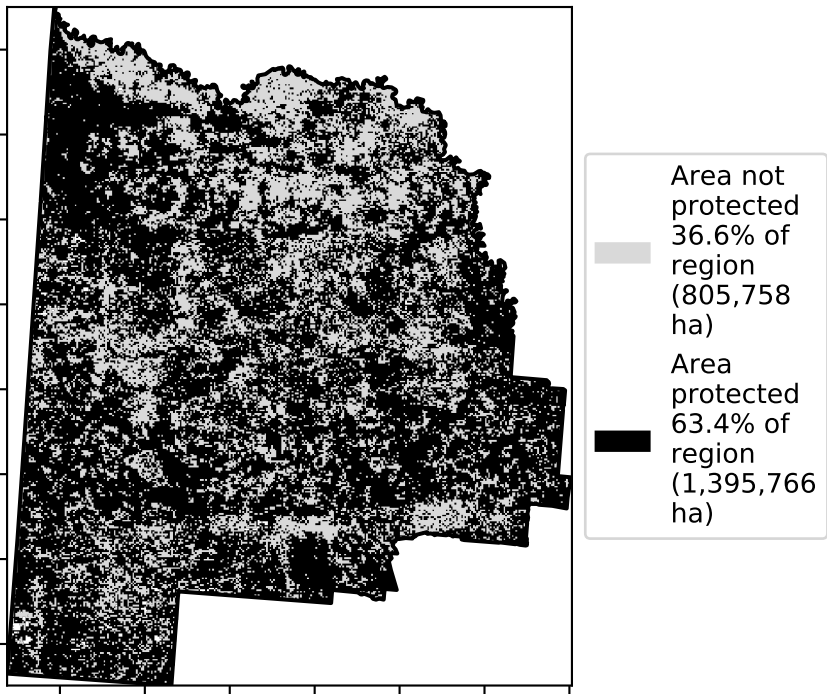 Area not
protected
36.6% of
region
(805,758
ha)
Area
protected
63.4% of
region
(1,395,766
ha)